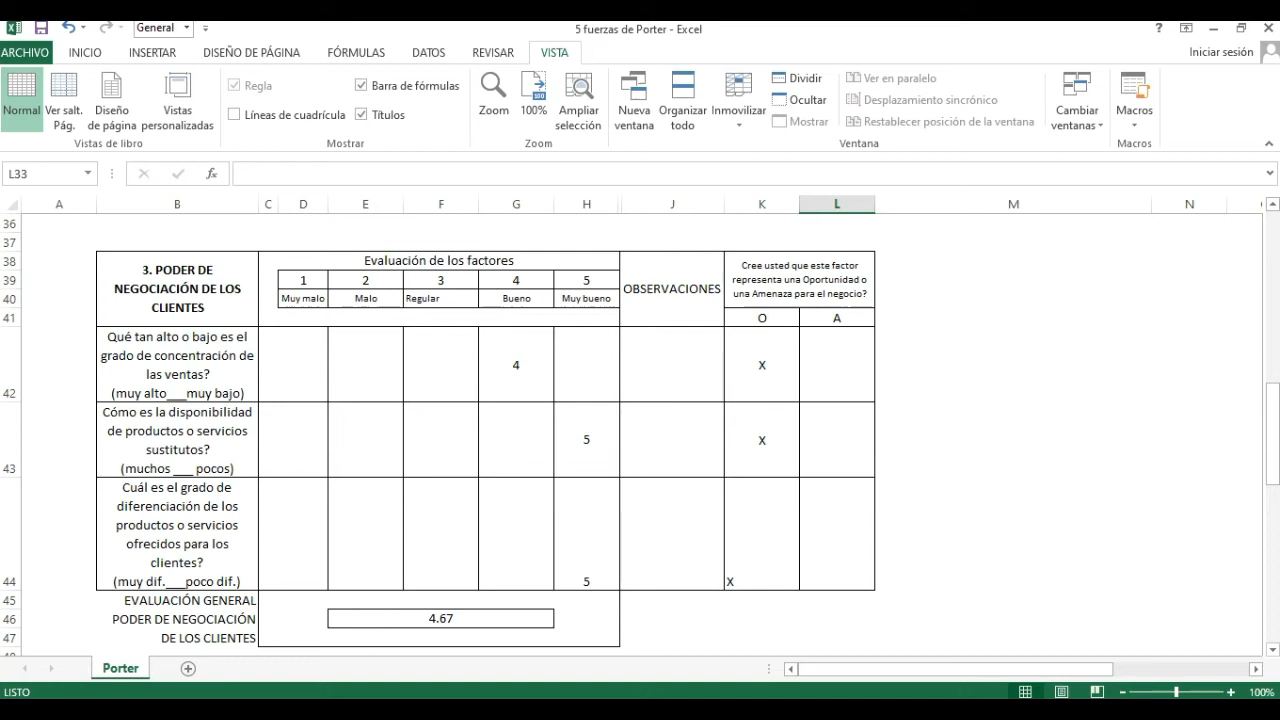 General
5 fuerzas de Porter - Excel
?
ARCHIVO INICIO INSERTAR DISEÑO DE PÁGINA FÓRMULAS DATOS REVISAR VISTA Iniciar sesión
Normal Ver salt. Pág. Diseño de página Vistas personalizadas
Vistas de libro
Regla Barra de fórmulas
Líneas de cuadrícula Títulos
Mostrar
Zoom 100% Ampliar selección
Zoom
Nueva ventana Organizar todo Inmovilizar
Dividir
Ocultar
Mostrar
Ver en paralelo
Desplazamiento sincrónico
Restablecer posición de la ventana
Cambiar ventanas
Ventana
Macros
Macros
L33 fx
A B C D E F G H J K L M N
36
37
38
39
40
41
42
43
44
45
46
47
3. PODER DE
NEGOCIACIÓN DE LOS
CLIENTES
Evaluación de los factores
1 2 3 4 5
Muy malo Malo Regular Bueno Muy bueno
OBSERVACIONES
Cree usted que este factor
representa una Oportunidad o
una Amenaza para el negocio?
O A
Qué tan alto o bajo es el
grado de concentración de
las ventas?
(muy alto___muy bajo)
4 X
Cómo es la disponibilidad
de productos o servicios
sustitutos?
(muchos ___ pocos)
5 X
Cuál es el grado de
diferenciación de los
productos o servicios
ofrecidos para los
clientes?
(muy dif.___poco dif.)
5 X
EVALUACIÓN GENERAL
PODER DE NEGOCIACIÓN
DE LOS CLIENTES
4.67
Porter
LISTO
100%